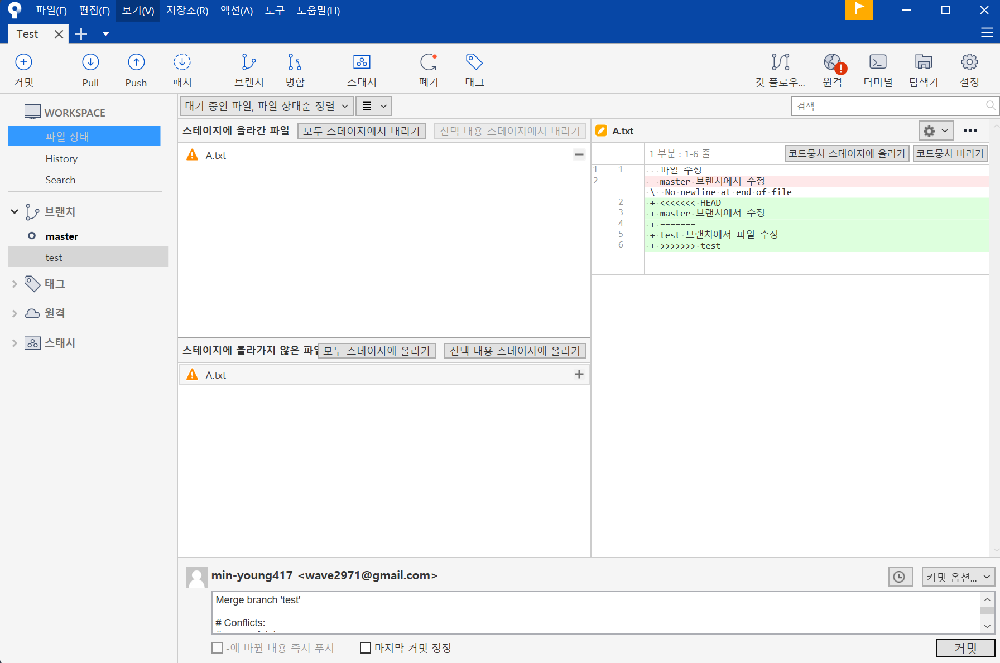 파일(F) 편집(E) 보기(V) 저장소(R) 액션(A) 도구 도움말(H)
Test
커밋 Pull Push 패치 브랜치 병합 스태시 폐기 태그 깃 플로우... 원격 터미널 탐색기 설정
WORKSPACE
파일 상태
History
Search
브랜치
master
test
태그
원격
스태시
대기 중인 파일, 파일 상태순 정렬
검색
스테이지에 올라간 파일 모두 스테이지에서 내리기 선택 내용 스테이지에서 내리기
A.txt
스테이지에 올라가지 않은 파일 모두 스테이지에 올리기 선택 내용 스테이지에 올리기
A.txt
A.txt
1 부분 : 1-6 줄 코드뭉치 스테이지에 올리기 코드뭉치 버리기
1 1 파일 수정
2 - master 브랜치에서 수정
\ No newline at end of file
2 + <<<<<<< HEAD
3 + master 브랜치에서 수정
4 + =======
5 + test 브랜치에서 파일 수정
6 + >>>>>>> test
min-young417 <wave2971@gmail.com>
커밋 옵션...
Merge branch 'test'
# Conflicts:
-에 바뀐 내용 즉시 푸시 마지막 커밋 정정
커밋